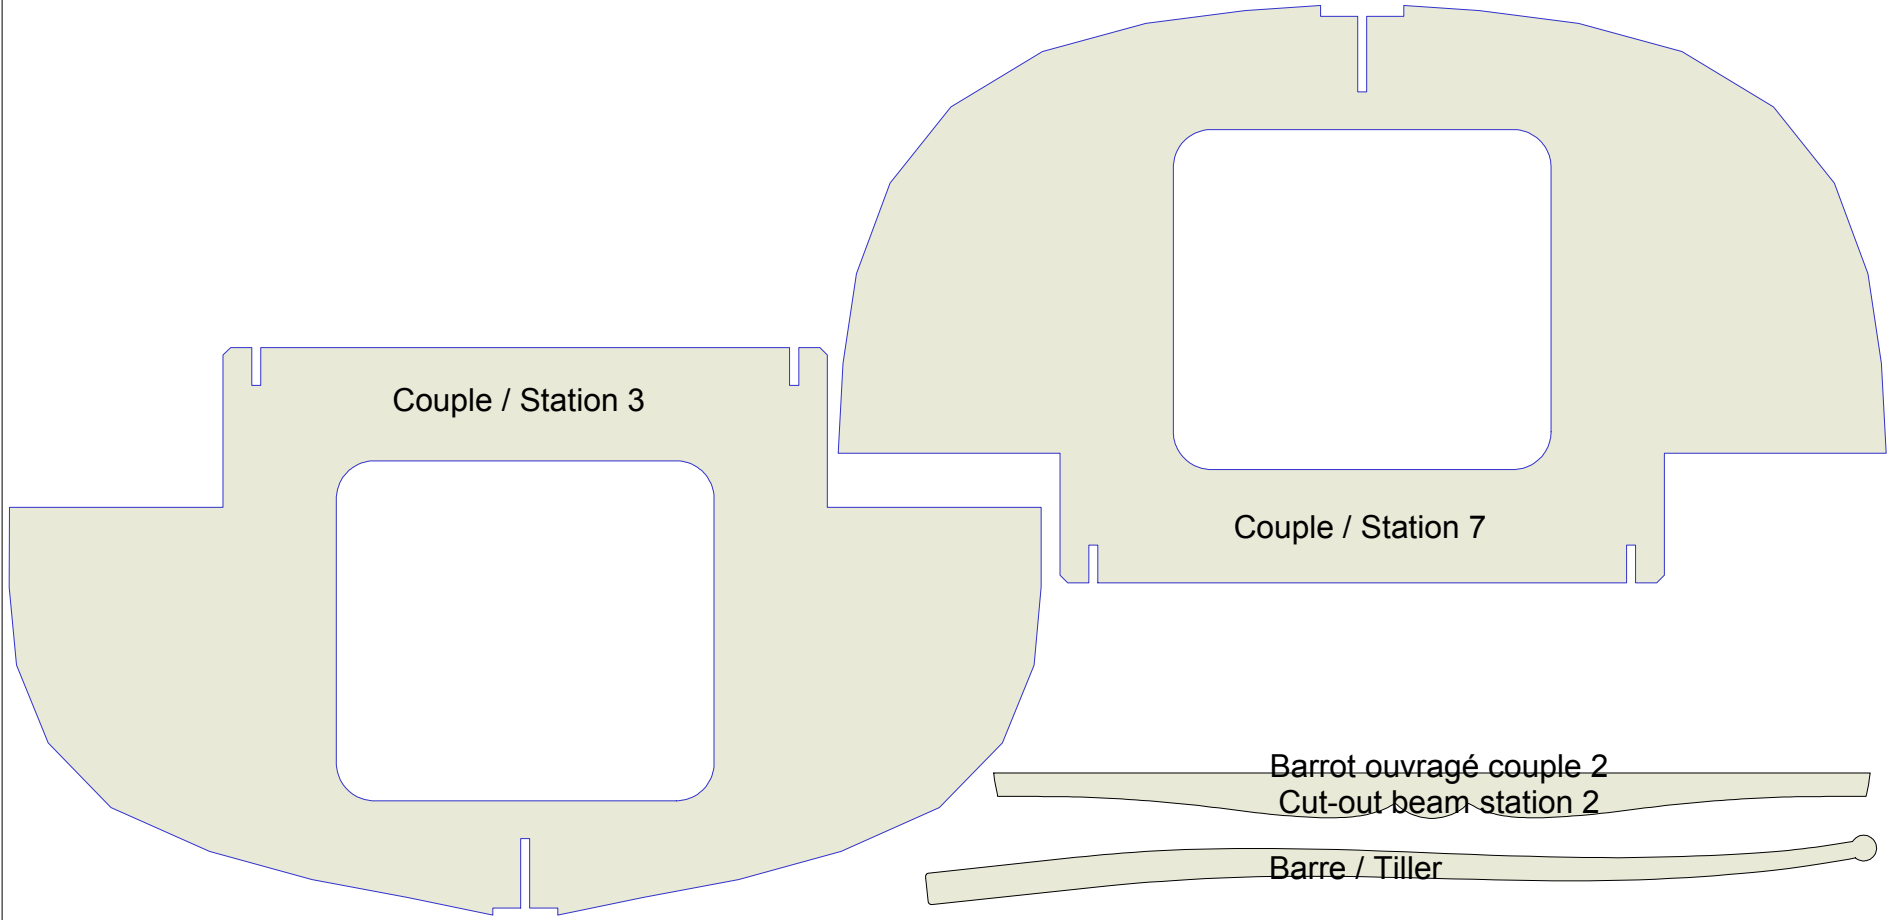 Couple / Station 3
Couple / Station 7
Barrot ouvragé couple 2
Cut-out beam station 2
Barre / Tiller